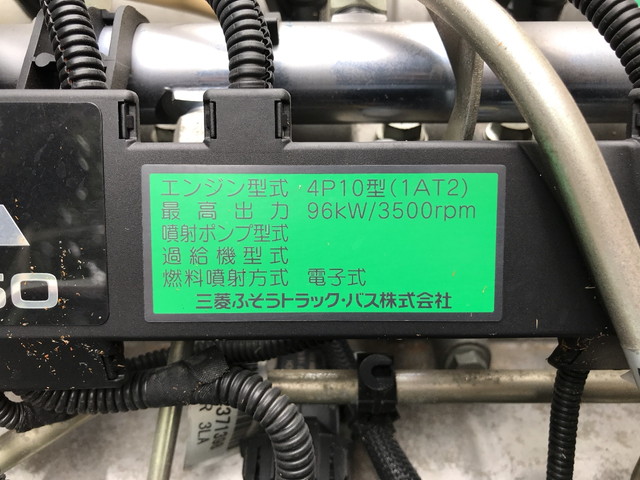 エンジン型式 4P10型(1AT2)
最高出力 96kW/3500rpm
噴射ポンプ型式
過給機型式
燃料噴射方式 電子式
三菱ふそうトラック・バス株式会社
R 3LA